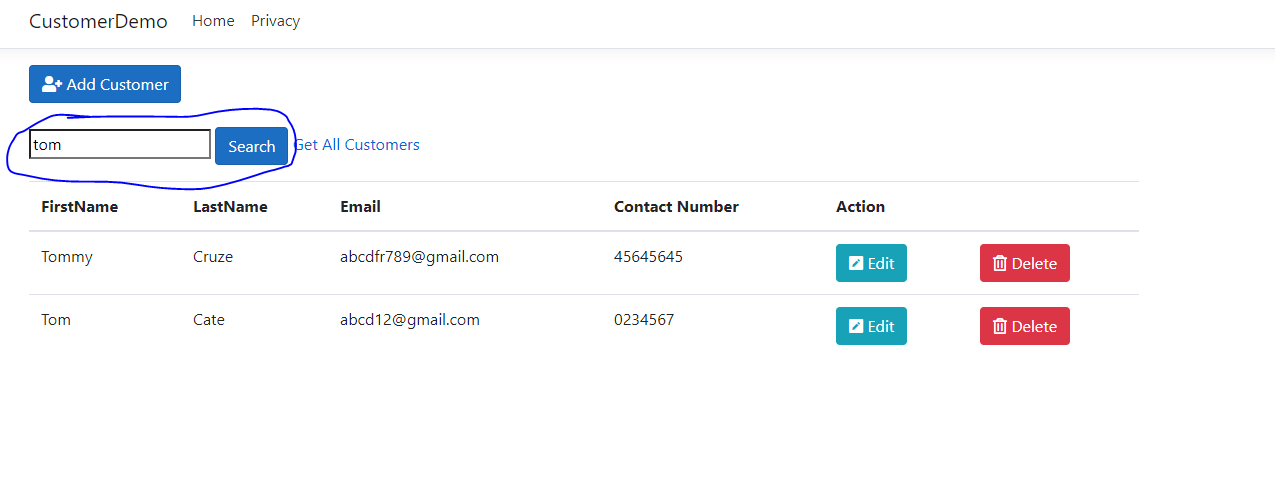 CustomerDemo Home Privacy
Add Customer
tom Search Get All Customers
FirstName LastName Email Contact Number Action
Tommy Cruze abcdfr789@gmail.com 45645645 Edit Delete
Tom Cate abcd12@gmail.com 0234567 Edit Delete